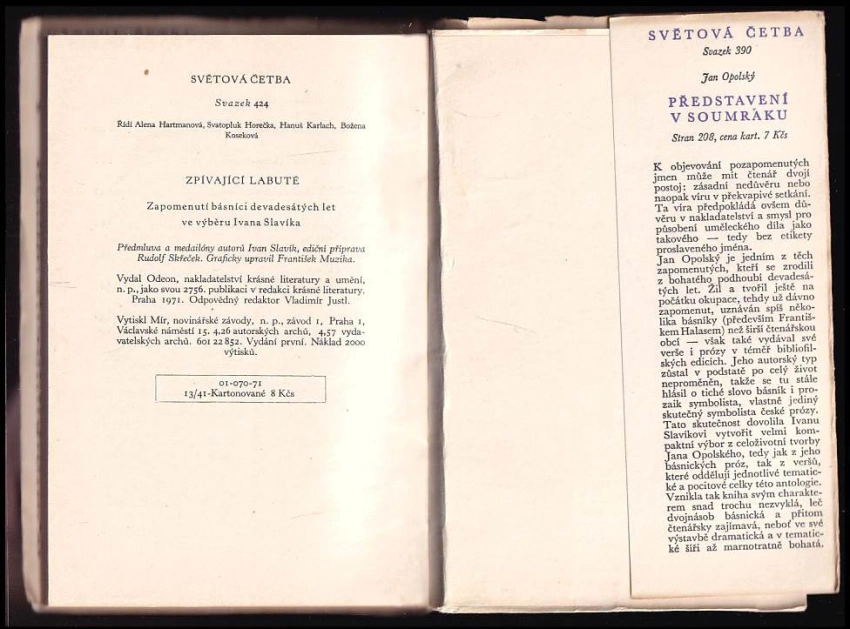 SVĚTOVÁ ČETBA
Svazek 424
Řídí Alena Hartmanová, Svatopluk Horečka, Hanuš Karlach, Božena
Koseková
ZPÍVAJÍCÍ LABUTĚ
Zapomenutí básníci devadesátých let
ve výběru Ivana Slavíka
Předmluva a medailóny autorů Ivan Slavík, ediční příprava
Rudolf Skřeček. Graficky upravil František Muzika.
Vydal Odeon, nakladatelství krásné literatury a umění,
n. p., jako svou 2756. publikaci v redakci krásné literatury.
Praha 1971. Odpovědný redaktor Vladimír Justl.
Vytiskl Mír, novinářské závody, n. p., závod 1, Praha 1,
Václavské náměstí 15. 4,26 autorských archů, 4,57 vyda-
vatelských archů. 601 22 852. Vydání první. Náklad 2000
výtisků.
01-070-71
13/41-Kartonované 8 Kčs
SVĚTOVÁ ČETBA
Svazek 390
Jan Opolský
PŘEDSTAVENÍ
V SOUMRAKU
Stran 208, cena kart. 7 Kčs
K objevování pozapomenutých
jmen může mít čtenář dvojí
postoj: zásadní nedůvěru nebo
naopak víru v překvapivé setkání.
Ta víra předpokládá ovšem dů-
věru v nakladatelství a smysl pro
působení uměleckého díla jako
takového — tedy bez etikety
proslaveného jména.
Jan Opolský je jedním z těch
zapomenutých, kteří se zrodili
z bohatého podhoubí devadesá-
tých let. Žil a tvořil ještě na
počátku okupace, tehdy už dávno
zapomenut, uznáván spíš něko-
lika básníky (především Františ-
kem Halasem) než širší čtenářskou
obcí — však také vydával své
verše i prózy v téměř bibliofil-
ských edicích. Jeho autorský typ
zůstal v podstatě po celý život
neproměněn, takže se tu stále
hlásil o tiché slovo básník i pro-
zaik symbolista, vlastně jediný
skutečný symbolista české prózy.
Tato skutečnost dovolila Ivanu
Slavíkovi vytvořit velmi kom-
paktní výbor z celoživotní tvorby
Jana Opolského, tedy jak z jeho
básnických próz, tak z veršů,
které oddělují jednotlivé tematic-
ké a pocitové celky této antologie.
Vznikla tak kniha svým charakte-
rem snad trochu nezvyklá, leč
dvojnásob básnická a přitom
čtenářsky zajímavá, neboť ve své
výstavbě dramatická a v tematic-
ké šíři až marnotratně bohatá.